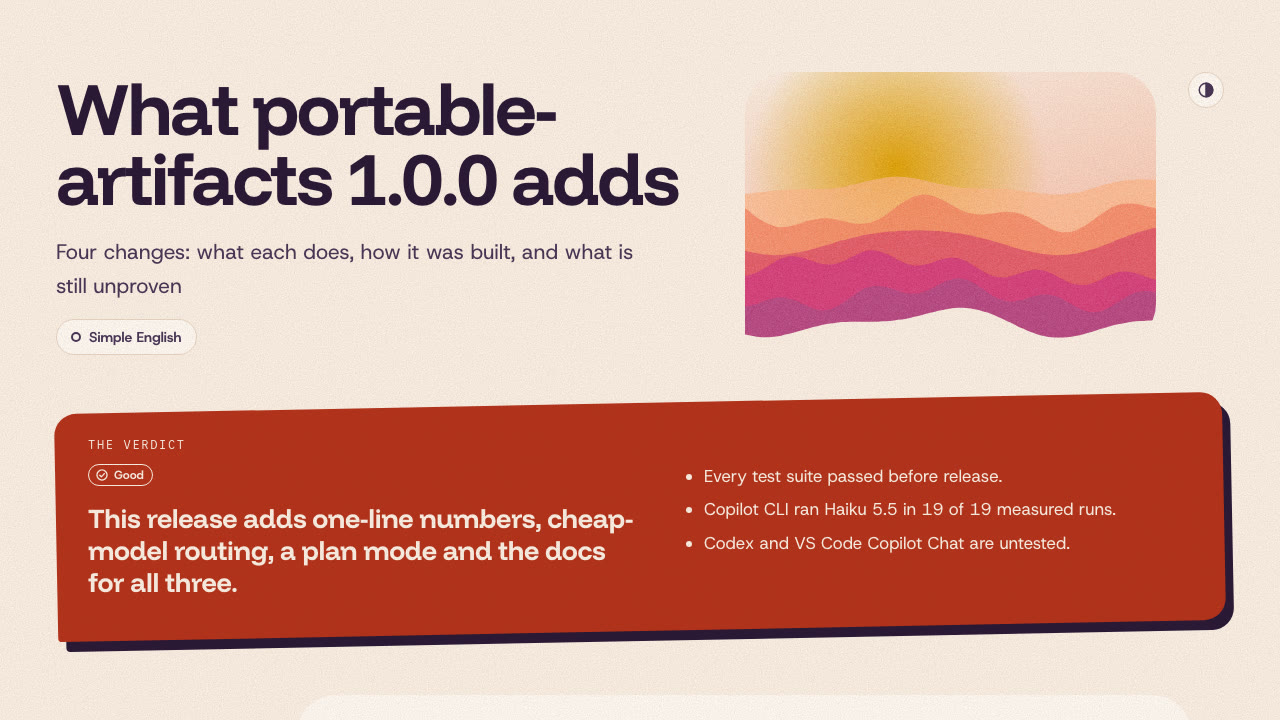 What portable-
artifacts 1.0.0 adds
Four changes: what each does, how it was built, and what is
still unproven
Simple English
THE VERDICT
Good
This release adds one-line numbers, cheap-
model routing, a plan mode and the docs
for all three.
Every test suite passed before release.
Copilot CLI ran Haiku 5.5 in 19 of 19 measured runs.
Codex and VS Code Copilot Chat are untested.